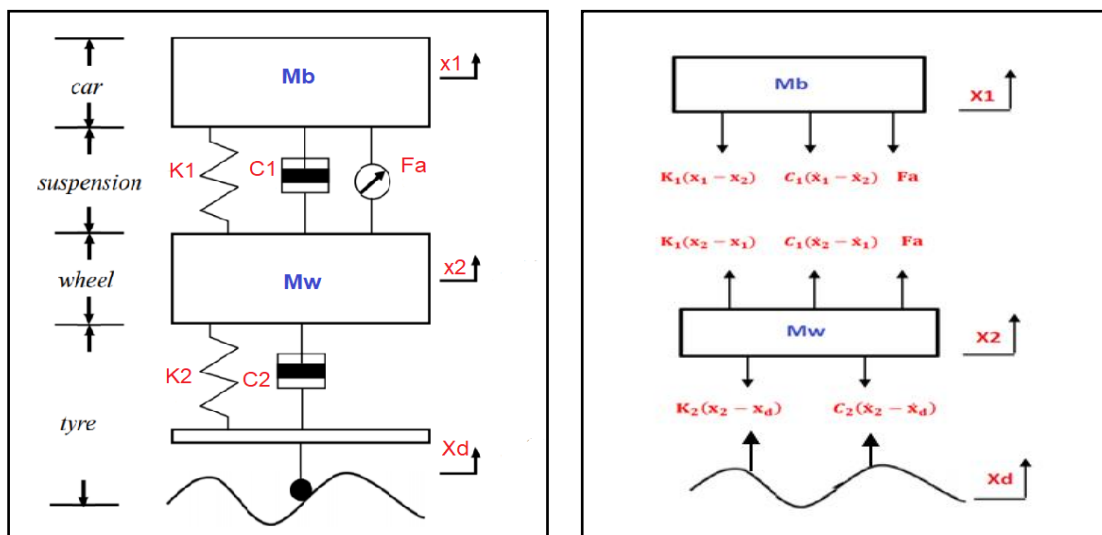 Mb
x1
car
K1
C1
Fa
suspension
x2
wheel
Mw
K2
C2
tyre
Xd
Mb
X1
K₁(x₁ − x₂) C₁(ẋ₁ − ẋ₂) Fa
K₁(x₂ − x₁) C₁(ẋ₂ − ẋ₁) Fa
Mw
X2
K₂(x₂ − x_d) C₂(ẋ₂ − ẋ_d)
Xd